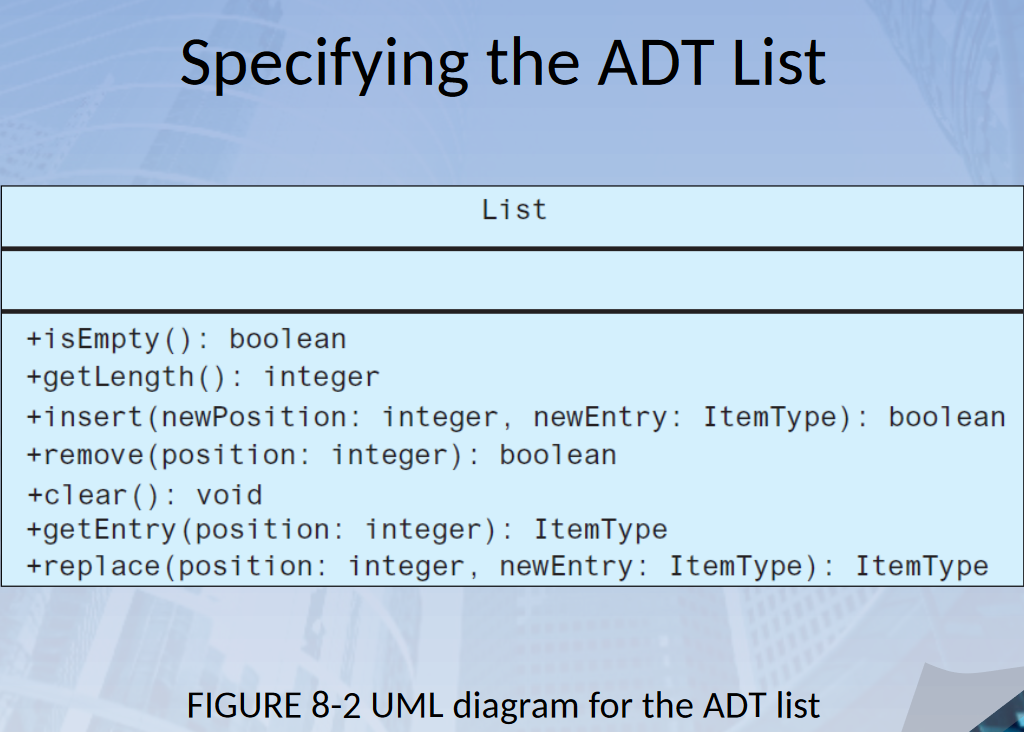 Specifying the ADT List
List
+isEmpty(): boolean
+getLength(): integer
+insert(newPosition: integer, newEntry: ItemType): boolean
+remove(position: integer): boolean
+clear(): void
+getEntry(position: integer): ItemType
+replace(position: integer, newEntry: ItemType): ItemType
FIGURE 8-2 UML diagram for the ADT list